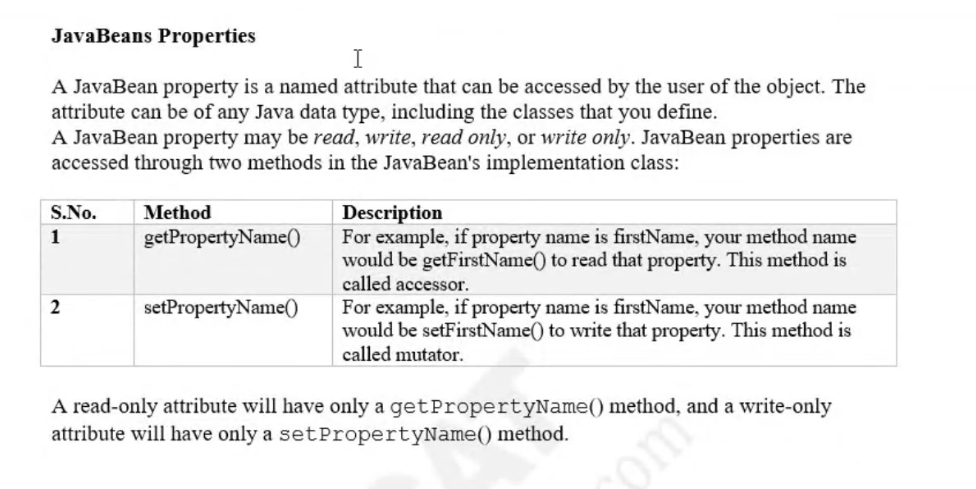 JavaBeans Properties
A JavaBean property is a named attribute that can be accessed by the user of the object. The
attribute can be of any Java data type, including the classes that you define.
A JavaBean property may be read, write, read only, or write only. JavaBean properties are
accessed through two methods in the JavaBean's implementation class:
S.No. Method Description
1 getPropertyName() For example, if property name is firstName, your method name
would be getFirstName() to read that property. This method is
called accessor.
2 setPropertyName() For example, if property name is firstName, your method name
would be setFirstName() to write that property. This method is
called mutator.
A read-only attribute will have only a getPropertyName() method, and a write-only
attribute will have only a setPropertyName() method.